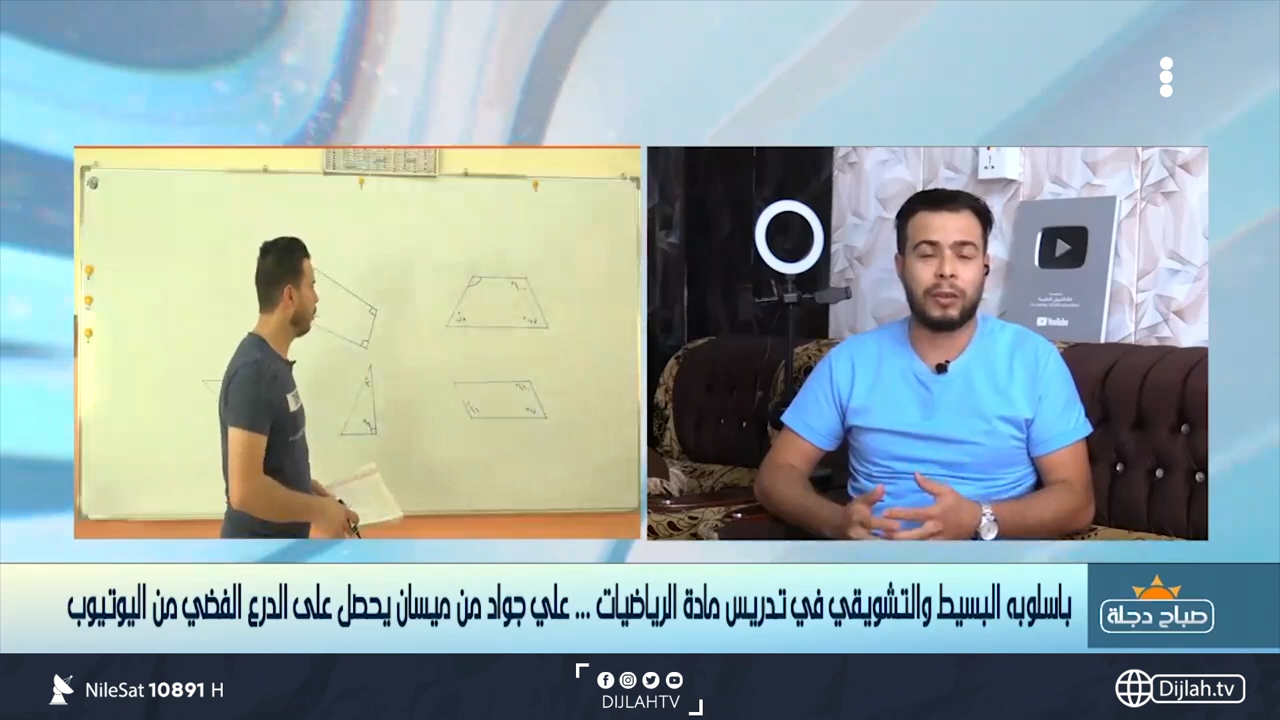 YouTube
باسلوبه البسيط والتشويقي في تدريس مادة الرياضيات ... علي جواد من ميسان يحصل على الدرع الفضي من اليوتيوب
صباح دجلة
NileSat 10891 H
DIJLAHTV
Dijlah.tv